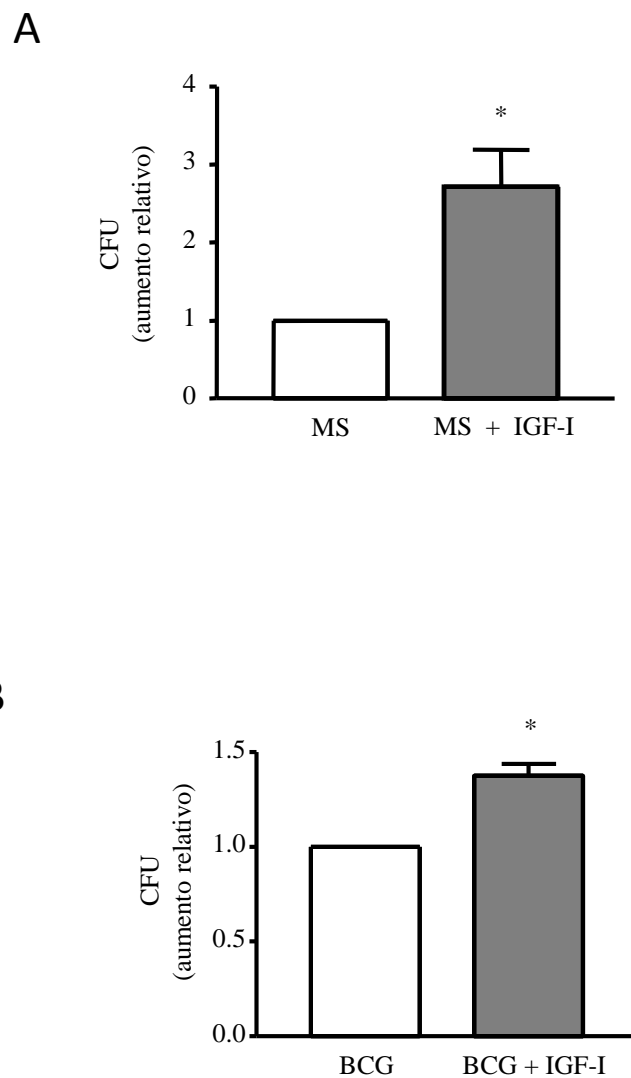 A
CFU
(aumento relativo)
4
3
2
1
0
*
MS
MS + IGF-I
B
CFU
(aumento relativo)
1.5
1.0
0.5
0.0
*
BCG
BCG + IGF-I